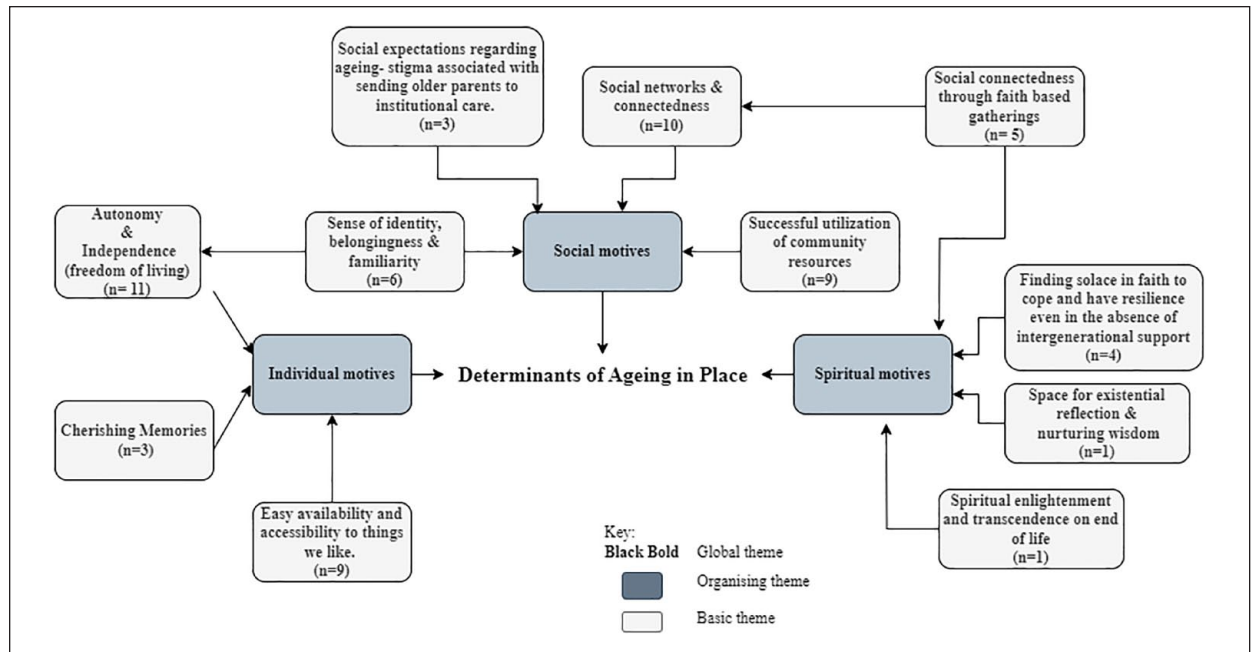 Social expectations regarding
ageing- stigma associated with
sending older parents to
institutional care.
(n=3)
Social networks &
connectedness
(n=10)
Social connectedness
through faith based
gatherings
(n= 5)
Autonomy
&
Independence
(freedom of living)
(n= 11)
Sense of identity,
belongingness &
familiarity
(n=6)
Social motives
Successful utilization
of community
resources
(n=9)
Finding solace in faith to
cope and have resilience
even in the absence of
intergenerational support
(n=4)
Individual motives
Determinants of Ageing in Place
Spiritual motives
Cherishing Memories
(n=3)
Space for existential
reflection &
nurturing wisdom
(n=1)
Easy availability and
accessibility to things
we like.
(n=9)
Spiritual enlightenment
and transcendence on end
of life
(n=1)
Key:
Black Bold Global theme
Organising theme
Basic theme